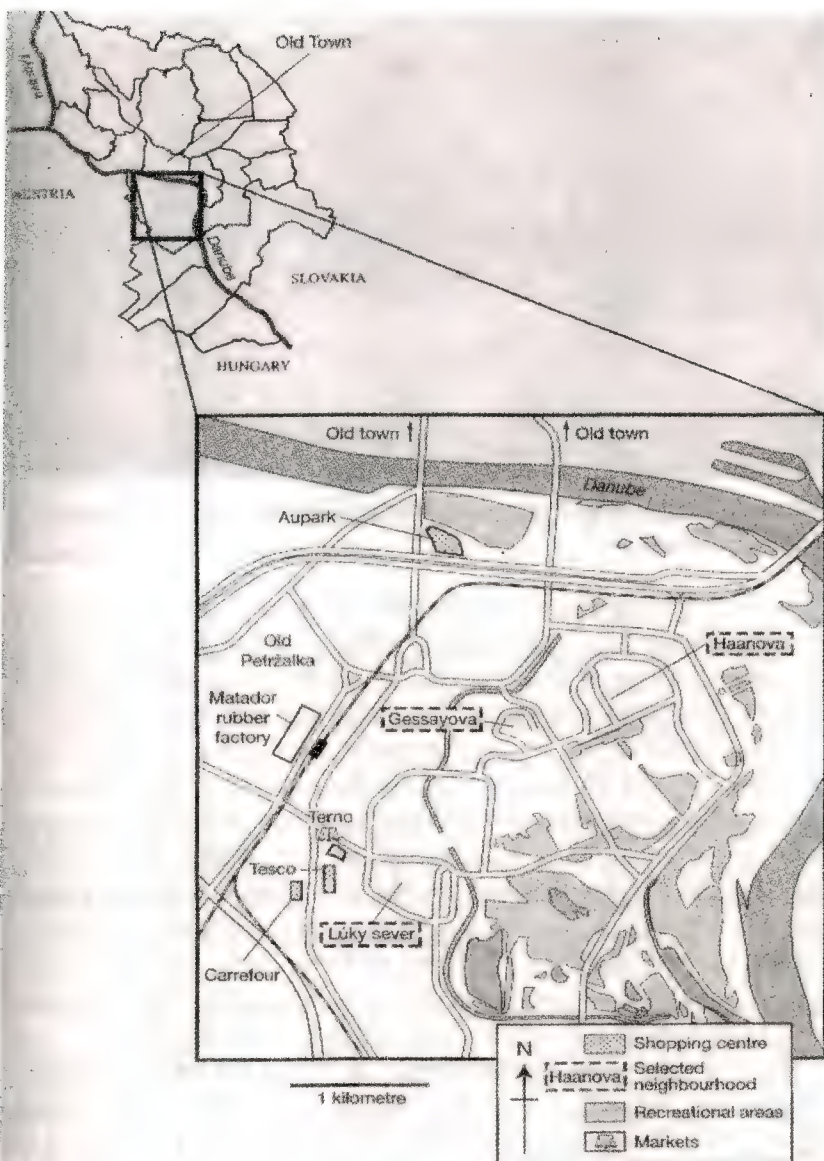 Old Town
Morava
AUSTRIA
Danube
SLOVAKIA
HUNGARY
Old town
Old town
Danube
Aupark
Old
Petržalka
Haanova
Matador
rubber
factory
Gessayova
Terno
Tesco
Lúky sever
Carrefour
1 kilometre
N
Shopping centre
Haanova
Selected
neighbourhood
Recreational areas
Markets